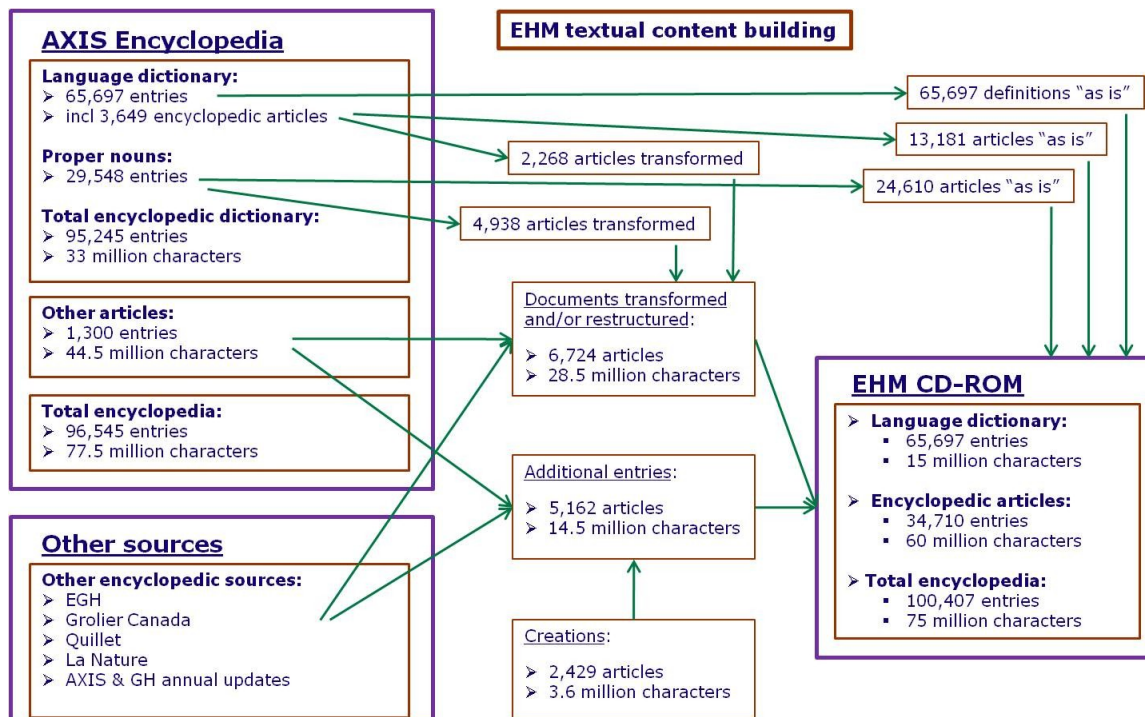 EHM textual content building
AXIS Encyclopedia
Language dictionary:
65,697 entries
incl 3,649 encyclopedic articles
Proper nouns:
29,548 entries
Total encyclopedic dictionary:
95,245 entries
33 million characters
Other articles:
1,300 entries
44.5 million characters
Total encyclopedia:
96,545 entries
77.5 million characters
Other sources
Other encyclopedic sources:
EGH
Grolier Canada
Quillet
La Nature
AXIS & GH annual updates
2,268 articles transformed
4,938 articles transformed
Documents transformed
and/or restructured:
6,724 articles
28.5 million characters
Additional entries:
5,162 articles
14.5 million characters
Creations:
2,429 articles
3.6 million characters
65,697 definitions “as is”
13,181 articles “as is”
24,610 articles “as is”
EHM CD-ROM
Language dictionary:
65,697 entries
15 million characters
Encyclopedic articles:
34,710 entries
60 million characters
Total encyclopedia:
100,407 entries
75 million characters